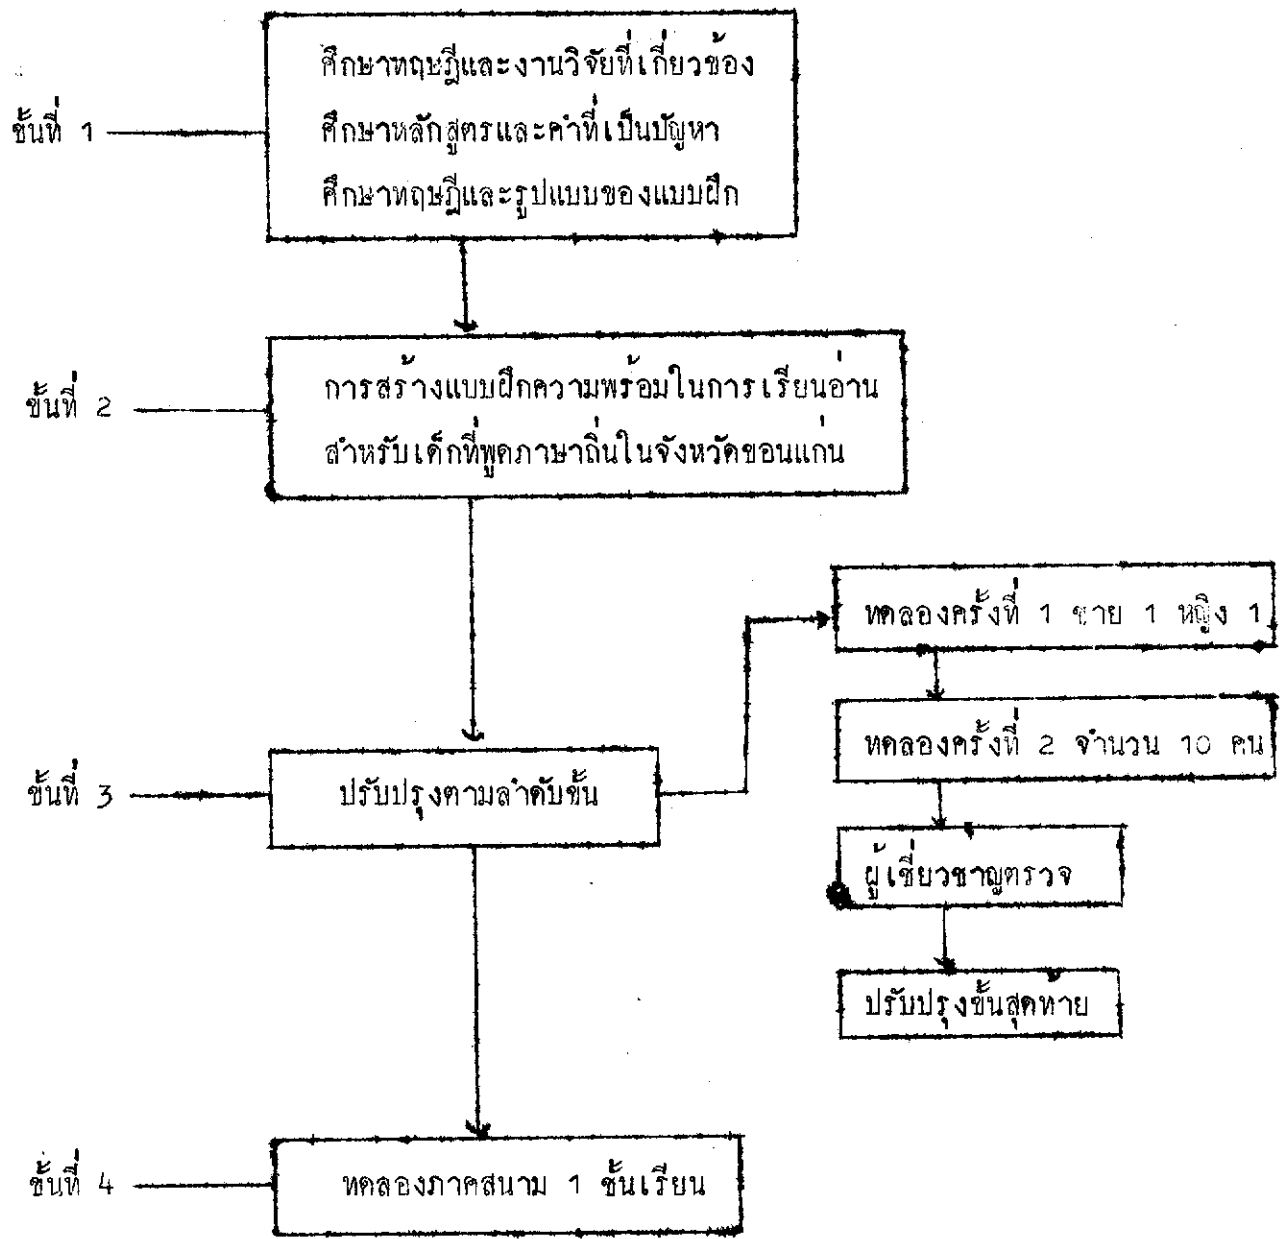 ศึกษาทฤษฎีและงานวิจัยที่เกี่ยวข้อง
ขั้นที่ 1
ศึกษาหลักสูตรและคำที่เป็นปัญหา
ศึกษาทฤษฎีและรูปแบบของแบบฝึก
ขั้นที่ 2
การสร้างแบบฝึกความพร้อมในการเรียนอ่าน
สำหรับเด็กที่พูดภาษาถิ่นในจังหวัดขอนแก่น
ขั้นที่ 3
ปรับปรุงตามลำดับขั้น
ทดลองครั้งที่ 1 ชาย 1 หญิง 1
ทดลองครั้งที่ 2 จำนวน 10 คน
ผู้เชี่ยวชาญตรวจ
ปรับปรุงขั้นสุดท้าย
ขั้นที่ 4
ทดลองภาคสนาม 1 ชั้นเรียน